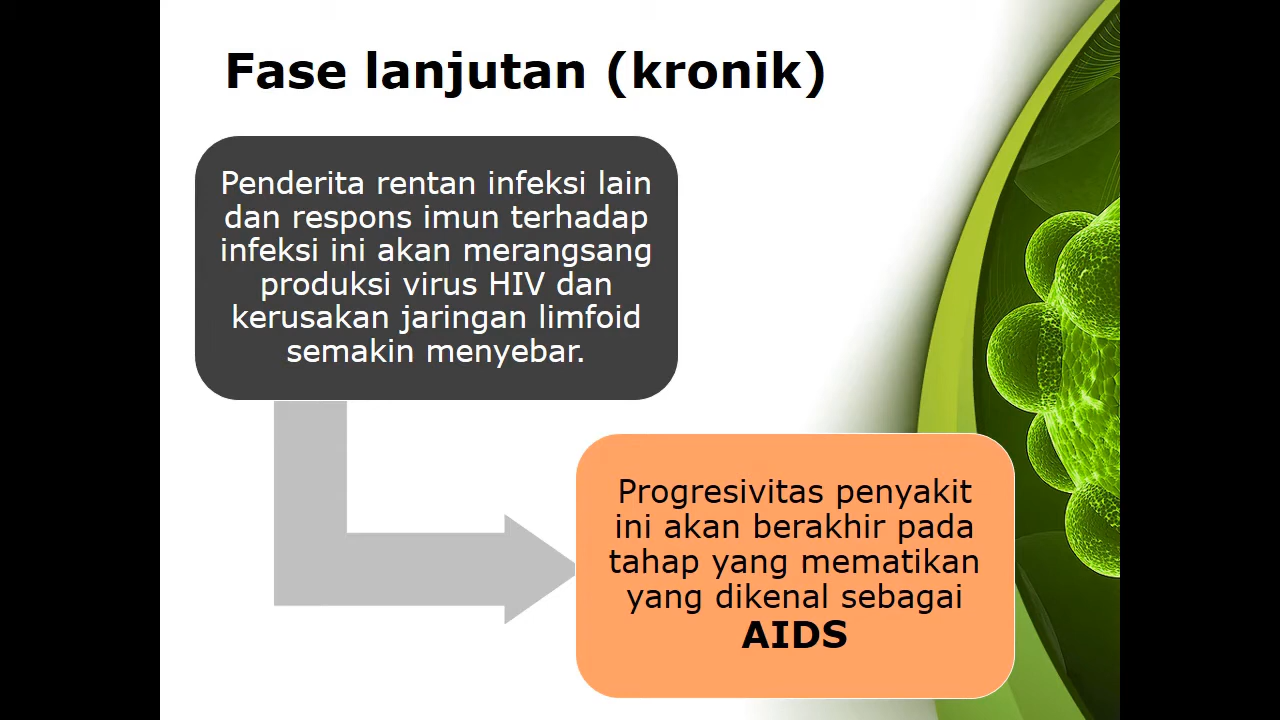 Fase lanjutan (kronik)
Penderita rentan infeksi lain
dan respons imun terhadap
infeksi ini akan merangsang
produksi virus HIV dan
kerusakan jaringan limfoid
semakin menyebar.
Progresivitas penyakit
ini akan berakhir pada
tahap yang mematikan
yang dikenal sebagai
AIDS